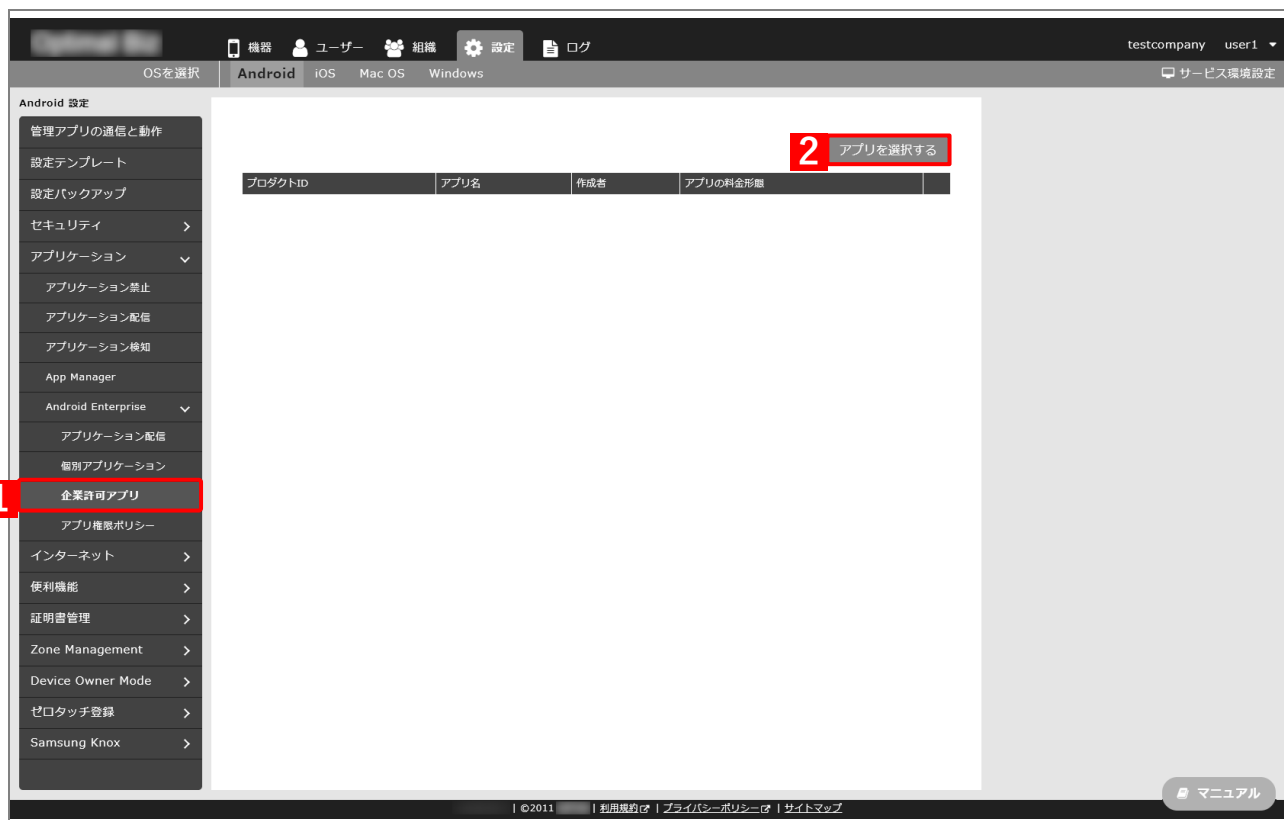 機器 ユーザー 組織 設定 ログ testcompany user1
OSを選択 Android iOS Mac OS Windows サービス環境設定
Android 設定
管理アプリの通信と動作
設定テンプレート
設定バックアップ
セキュリティ
アプリケーション
アプリケーション禁止
アプリケーション配信
アプリケーション検知
App Manager
Android Enterprise
アプリケーション配信
個別アプリケーション
1 企業許可アプリ
アプリ権限ポリシー
インターネット
便利機能
証明書管理
Zone Management
Device Owner Mode
ゼロタッチ登録
Samsung Knox
2 アプリを選択する
プロダクトID アプリ名 作成者 アプリの料金形態
マニュアル
| ©2011 | 利用規約 | プライバシーポリシー | サイトマップ